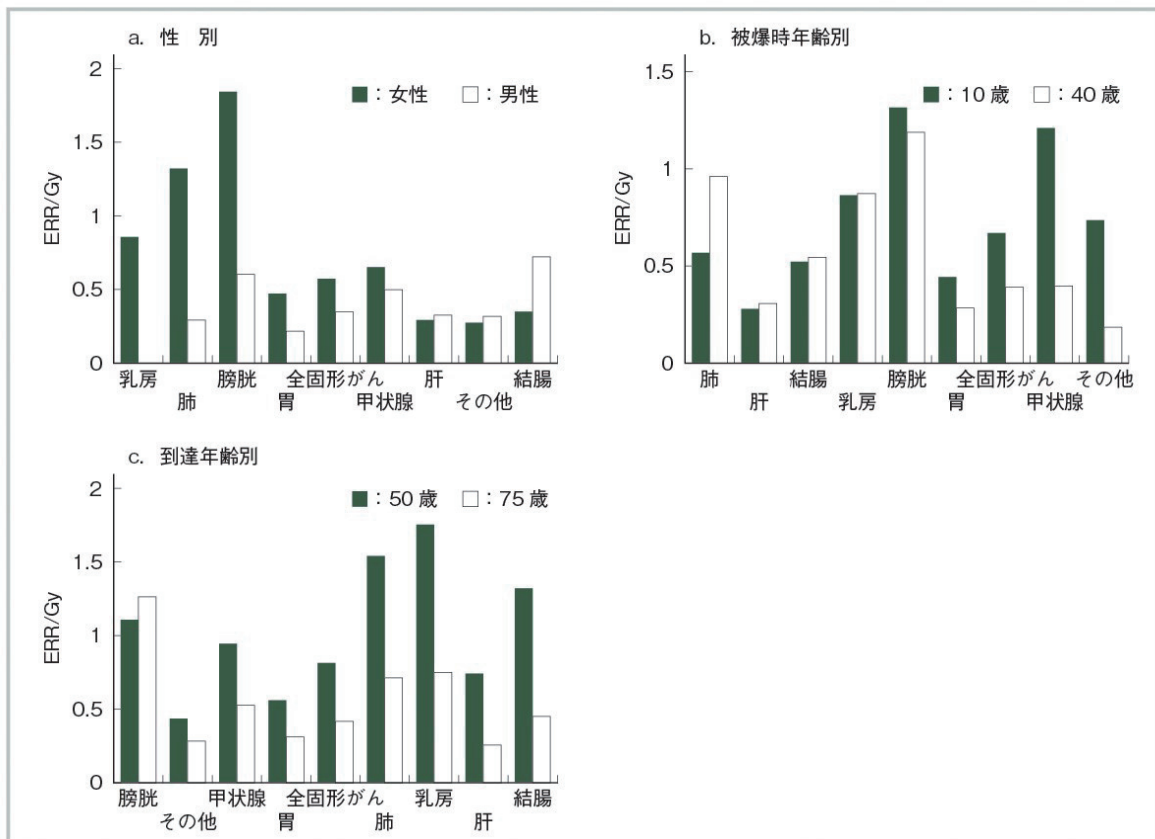 a. 性 別
2
1.5
1
0.5
0
ERR/Gy
■：女性 □：男性
乳房 膀胱 全固形がん 肝 結腸
肺 胃 甲状腺 その他
b. 被爆時年齢別
1.5
1
0.5
0
ERR/Gy
■：10 歳 □：40 歳
肺 結腸 膀胱 全固形がん その他
肝 乳房 胃 甲状腺
c. 到達年齢別
2
1.5
1
0.5
0
ERR/Gy
■：50 歳 □：75 歳
膀胱 甲状腺 全固形がん 乳房 結腸
その他 胃 肺 肝